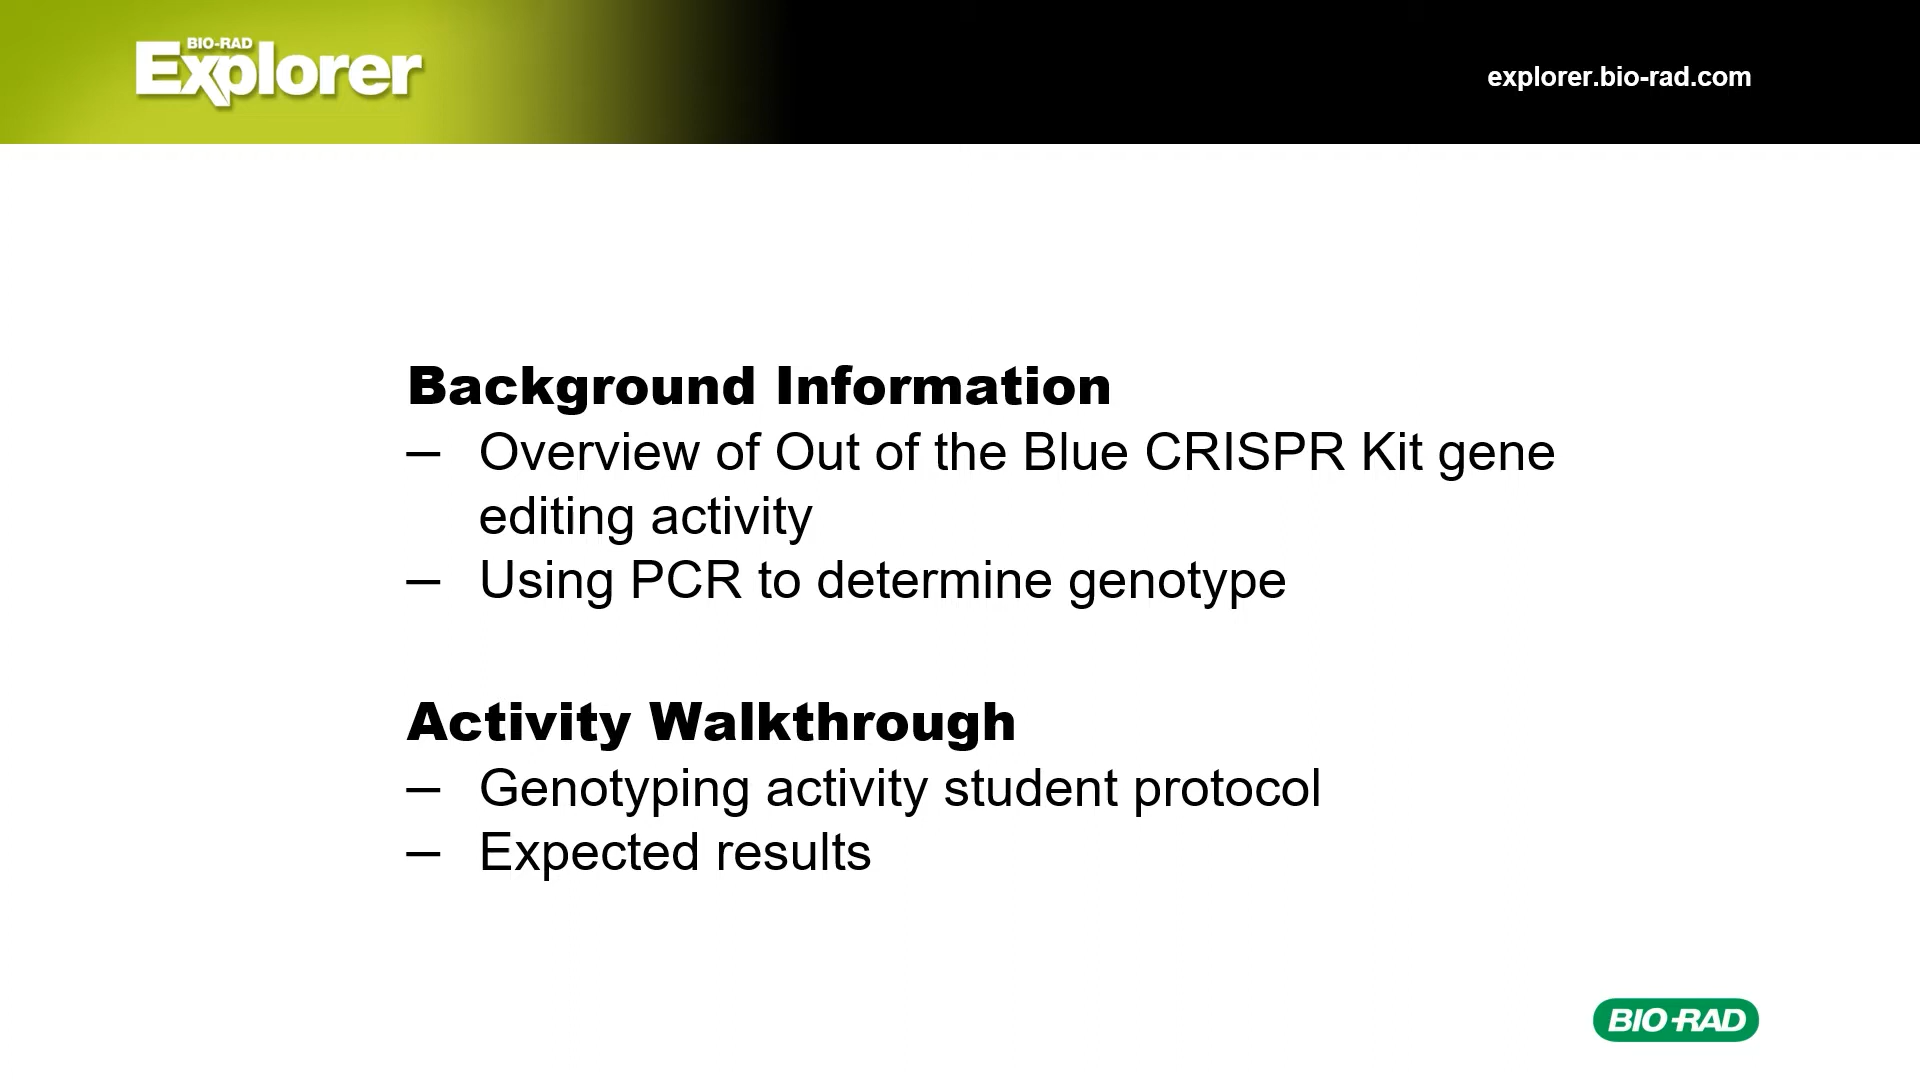 BIO-RAD
Explorer
explorer.bio-rad.com
Background Information
– Overview of Out of the Blue CRISPR Kit gene
editing activity
– Using PCR to determine genotype
Activity Walkthrough
– Genotyping activity student protocol
– Expected results
BIO-RAD